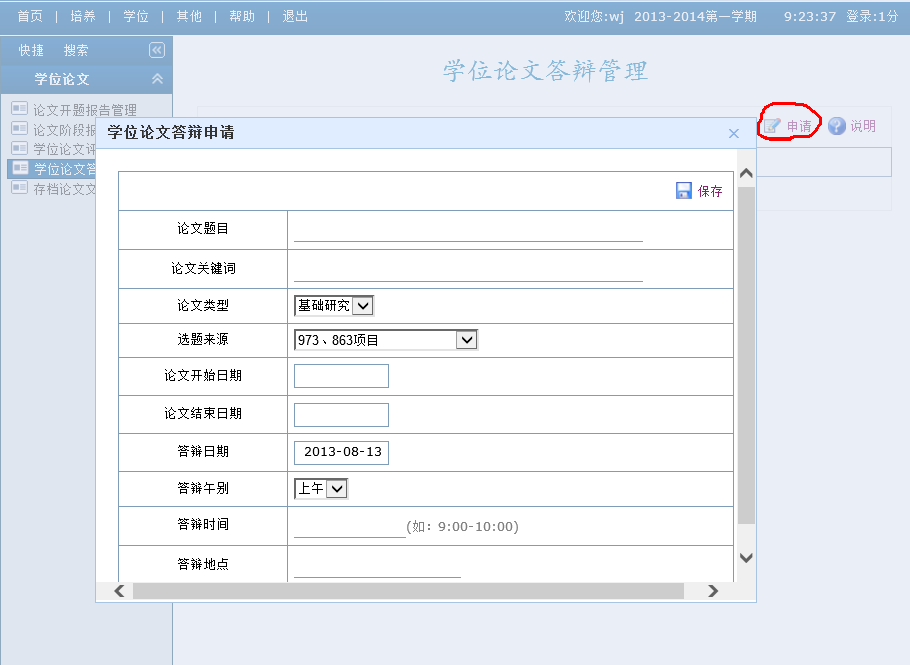 首页 | 培养 | 学位 | 其他 | 帮助 | 退出 欢迎您:wj 2013-2014第一学期 9:23:37 登录:1分
快捷 搜索
学位论文
学位论文答辩管理
论文开题报告管理
论文阶段报
学位论文评
学位论文答
存档论文文
申请 说明
学位论文答辩申请
保存
论文题目
论文关键词
论文类型 基础研究
选题来源 973、863项目
论文开始日期
论文结束日期
答辩日期 2013-08-13
答辩午别 上午
答辩时间 (如：9:00-10:00)
答辩地点